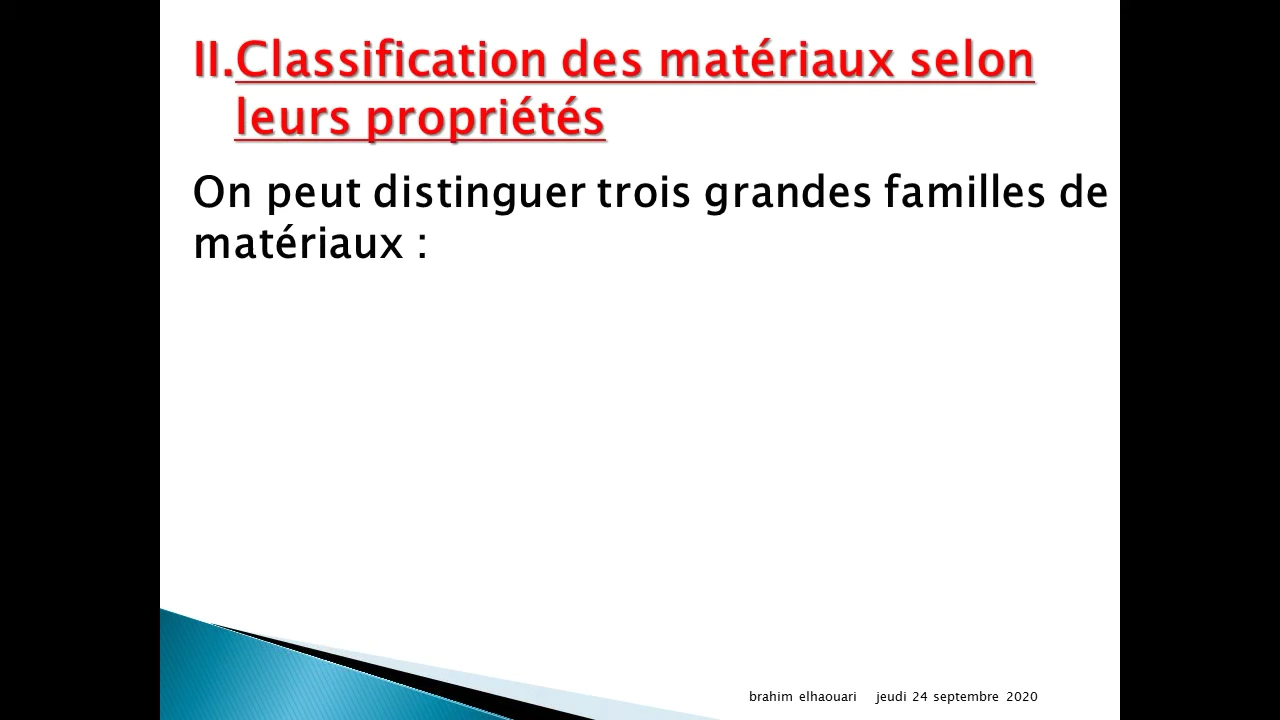 II.Classification des matériaux selon
leurs propriétés
On peut distinguer trois grandes familles de
matériaux :
brahim elhaouari jeudi 24 septembre 2020